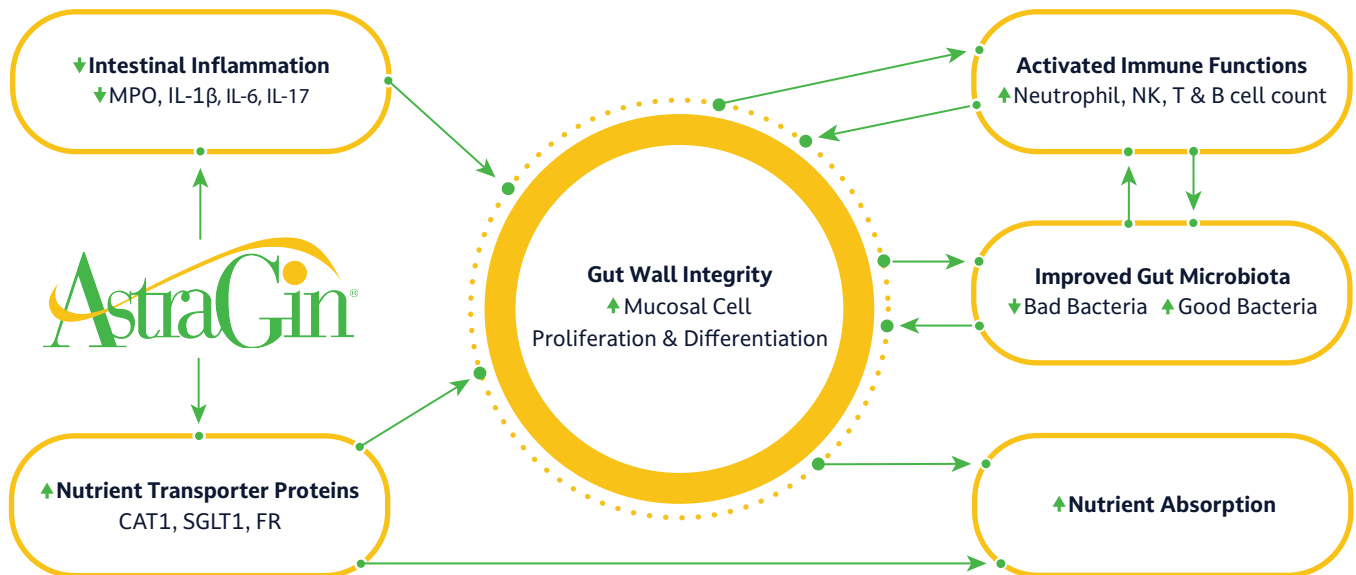 Intestinal Inflammation
MPO, IL-1β, IL-6, IL-17
AstraGin®
Nutrient Transporter Proteins
CAT1, SGLT1, FR
Gut Wall Integrity
Mucosal Cell
Proliferation & Differentiation
Activated Immune Functions
Neutrophil, NK, T & B cell count
Improved Gut Microbiota
Bad Bacteria Good Bacteria
Nutrient Absorption